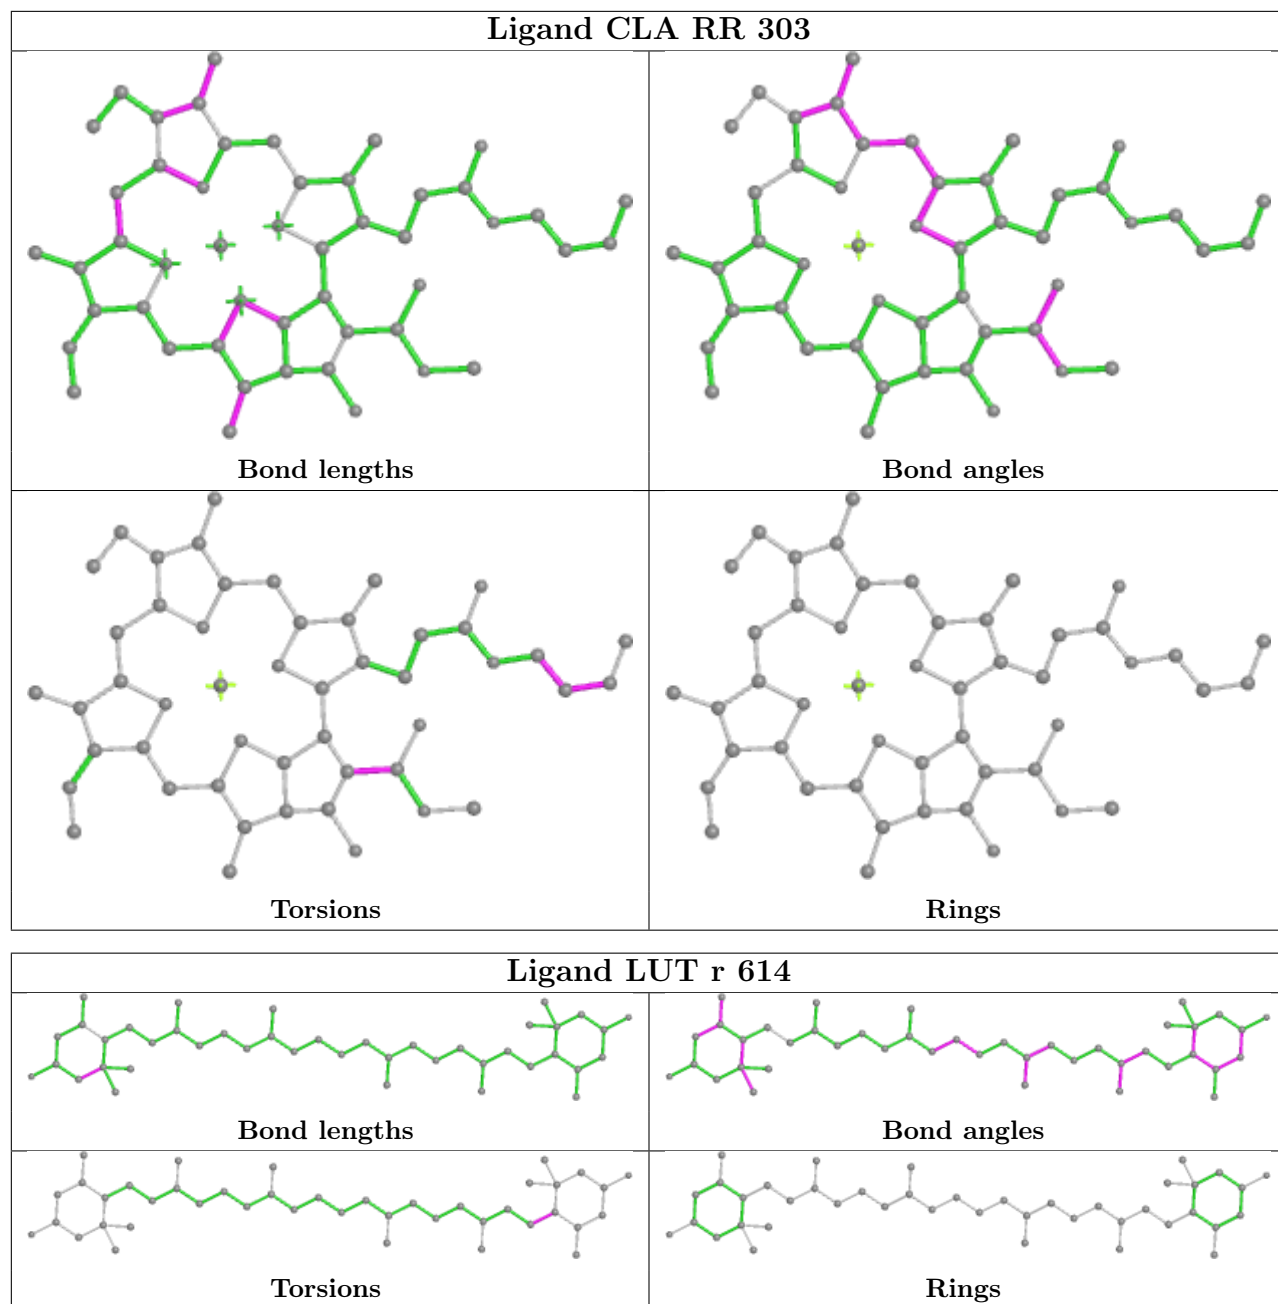 Ligand CLA RR 303
Bond lengths
Bond angles
Torsions
Rings
Ligand LUT r 614
Bond lengths
Bond angles
Torsions
Rings